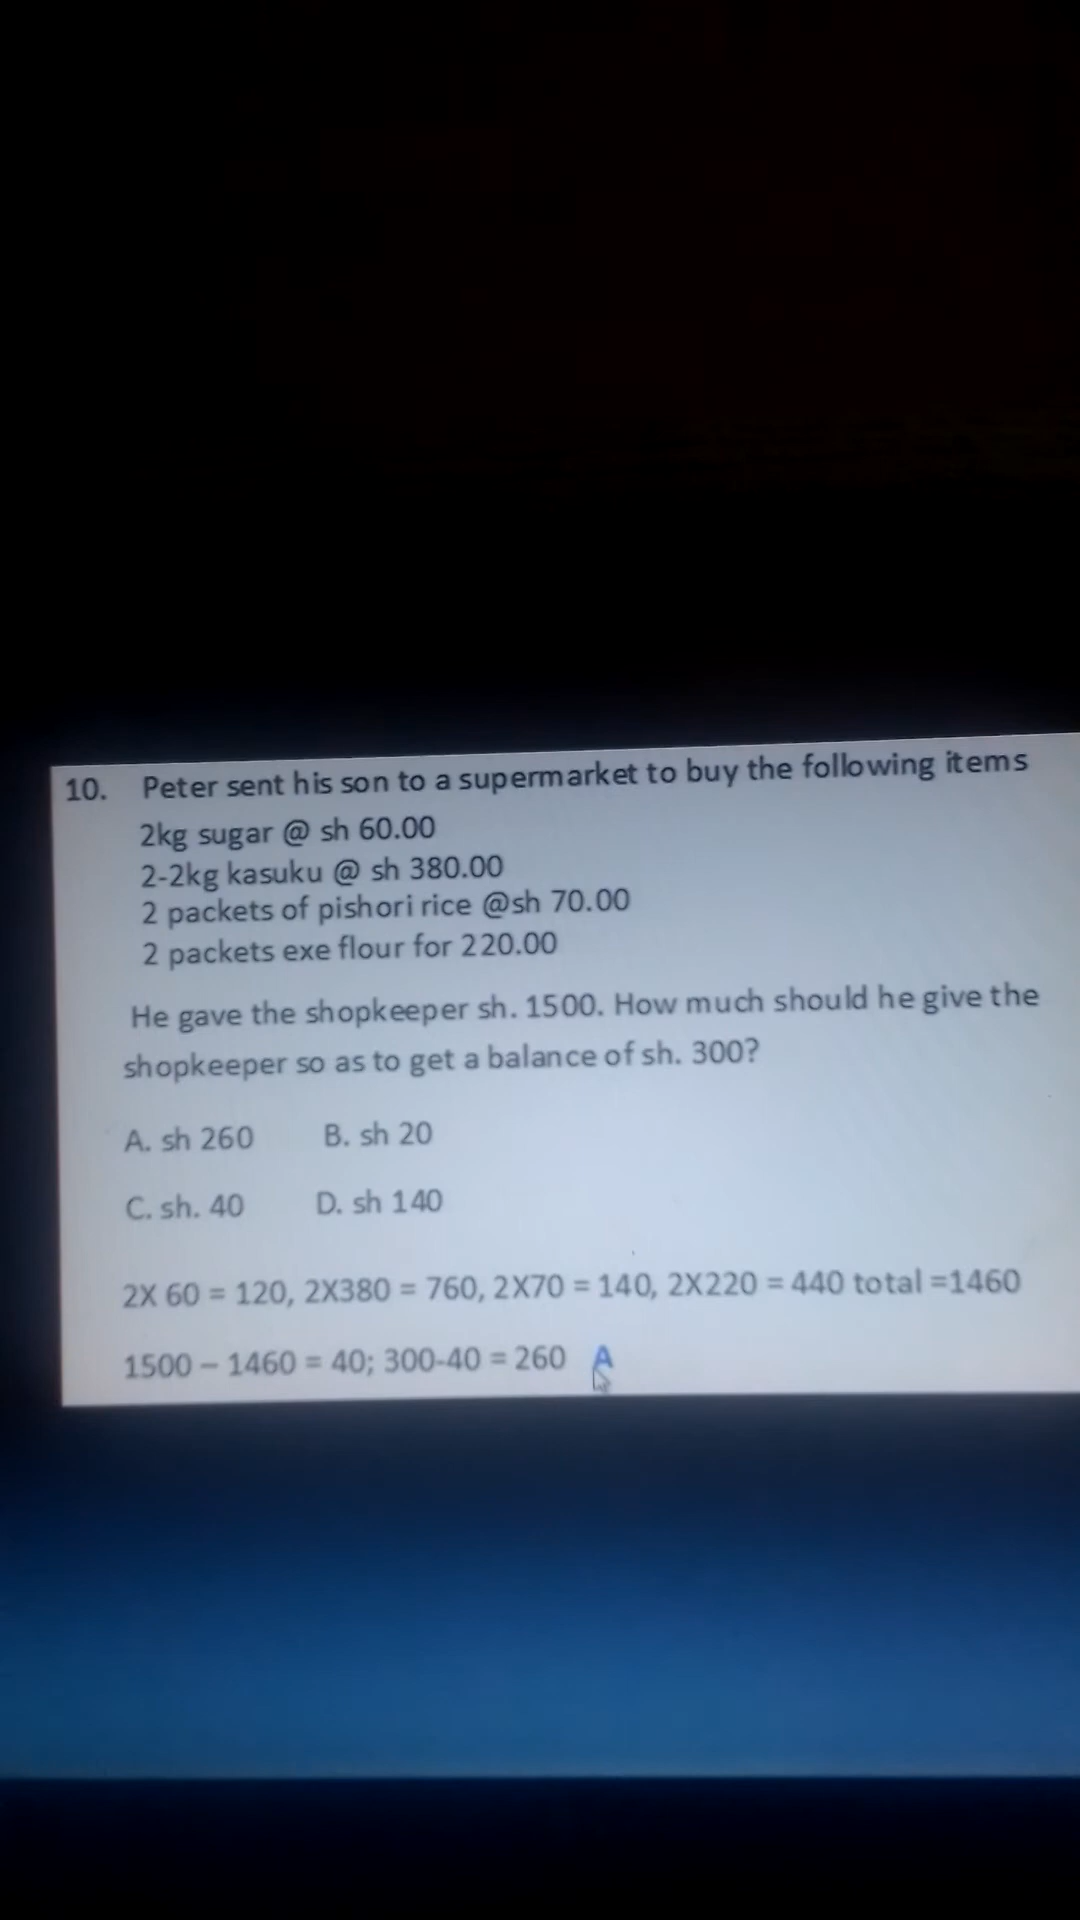 10. Peter sent his son to a supermarket to buy the following items
2kg sugar @ sh 60.00
2-2kg kasuku @ sh 380.00
2 packets of pishori rice @sh 70.00
2 packets exe flour for 220.00
He gave the shopkeeper sh. 1500. How much should he give the
shopkeeper so as to get a balance of sh. 300?
A. sh 260 B. sh 20
C. sh. 40 D. sh 140
2X 60 = 120, 2X380 = 760, 2X70 = 140, 2X220 = 440 total =1460
1500 – 1460 = 40; 300-40 = 260 A